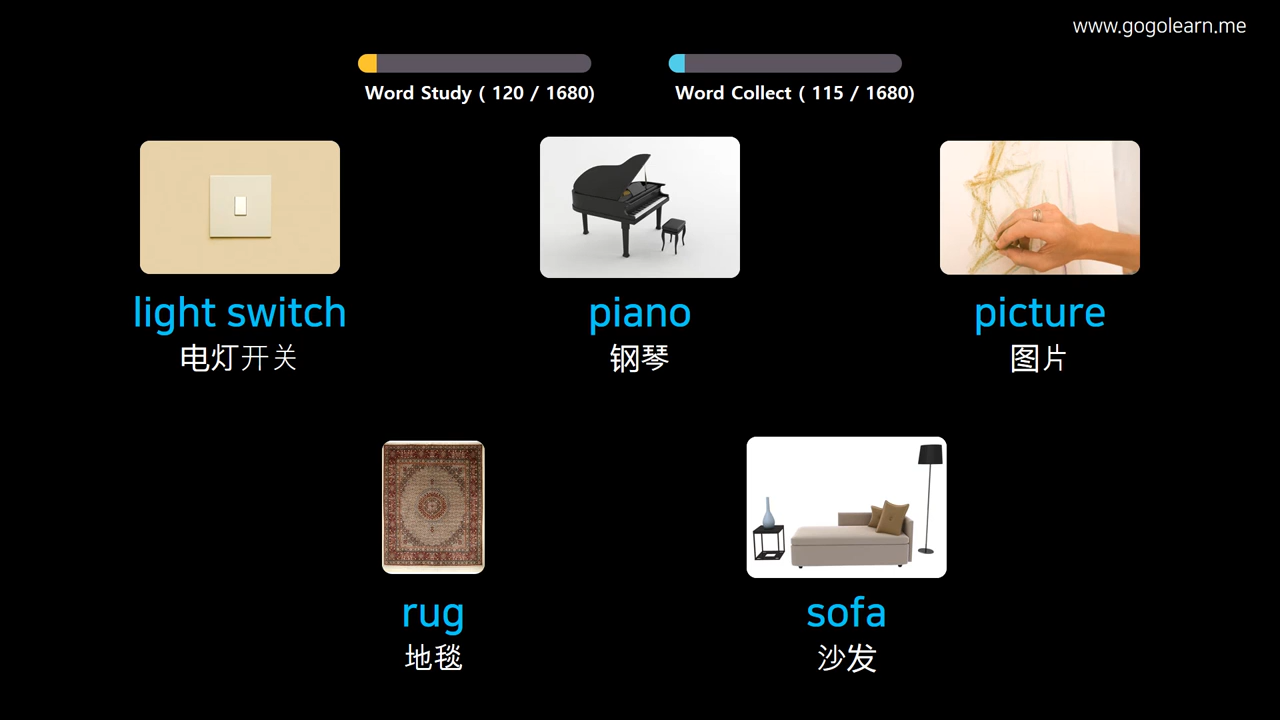 www.gogolearn.me
Word Study ( 120 / 1680)
Word Collect ( 115 / 1680)
light switch
电灯开关
piano
钢琴
picture
图片
rug
地毯
sofa
沙发